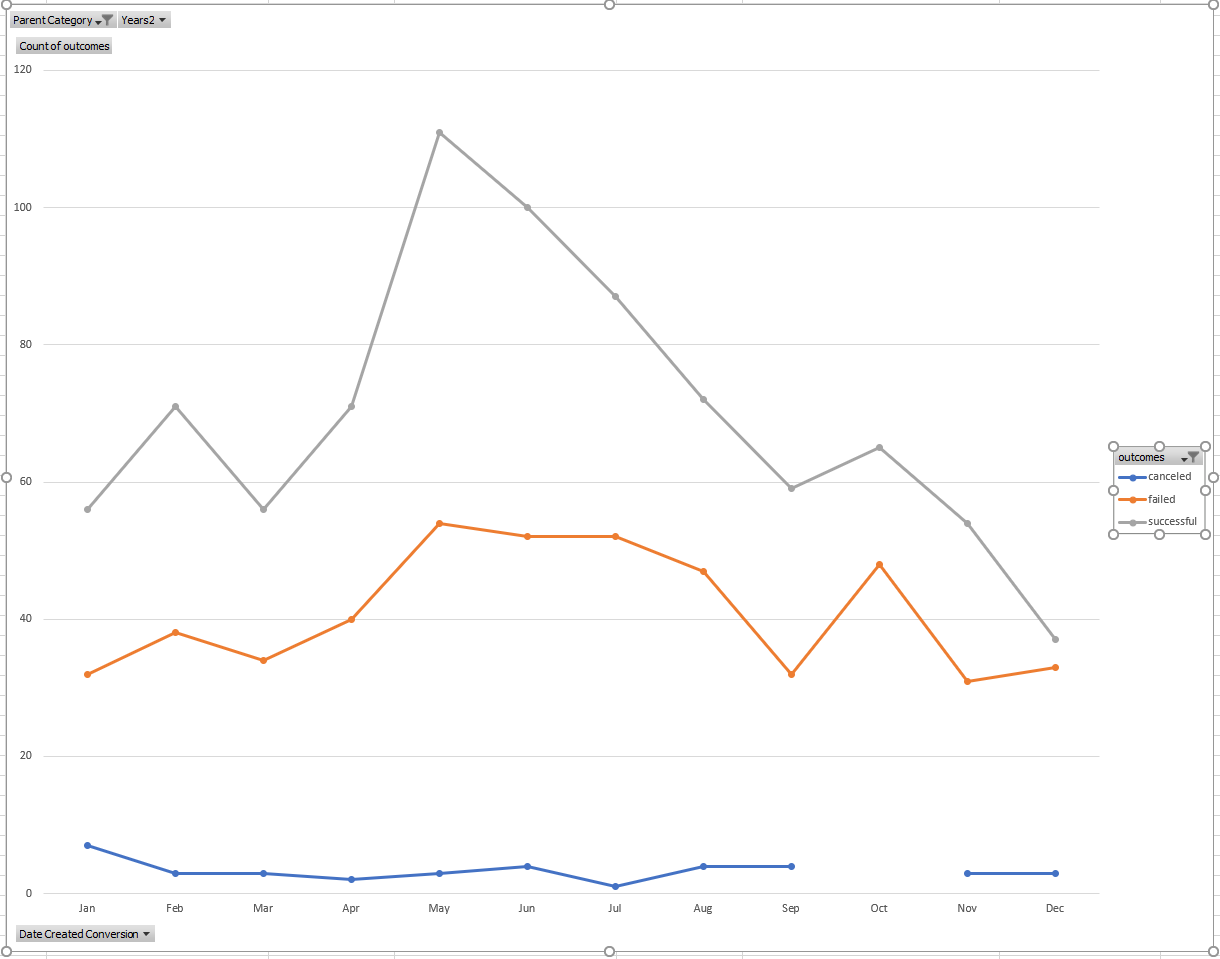 Parent Category Years2
Count of outcomes
120
100
80
60
40
20
0
Jan Feb Mar Apr May Jun Jul Aug Sep Oct Nov Dec
Date Created Conversion
outcomes
canceled
failed
successful